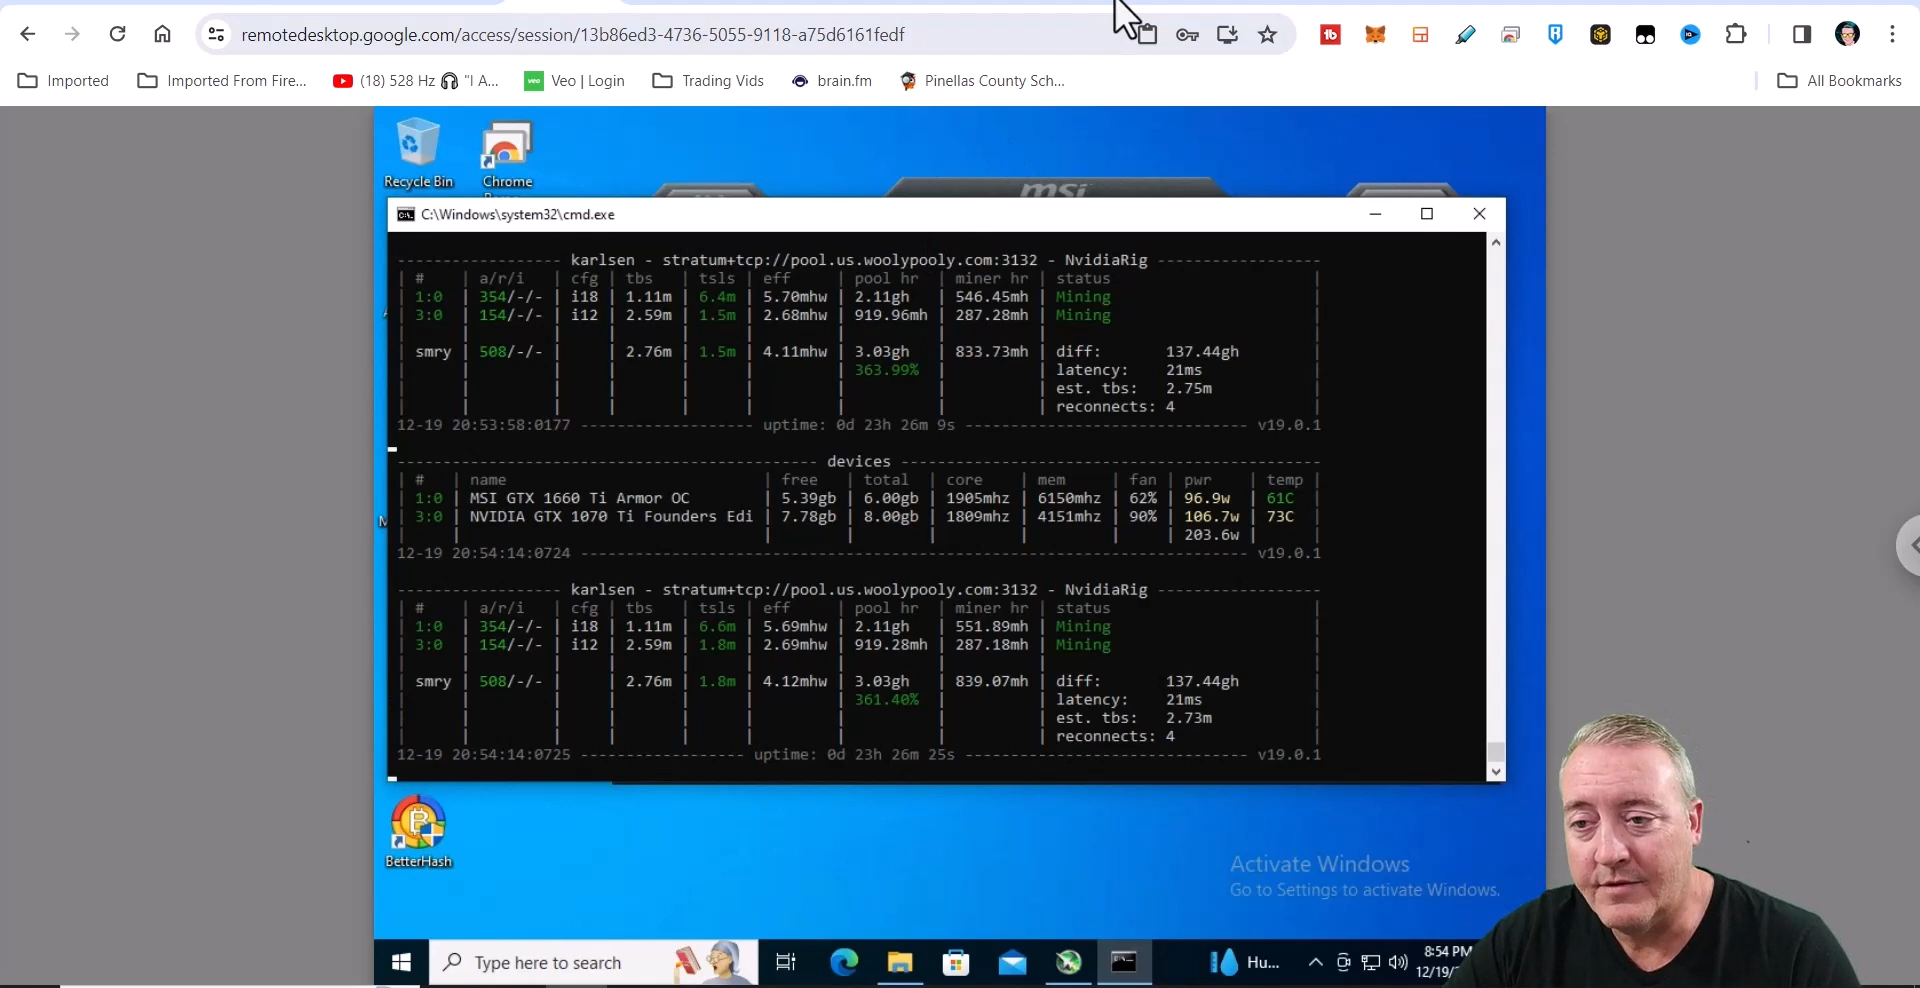 remotedesktop.google.com/access/session/13b86ed3-4736-5055-9118-a75d6161fedf
Imported
Imported From Fire...
(18) 528 Hz 🎧 "I A...
veo
Veo | Login
Trading Vids
brain.fm
Pinellas County Sch...
All Bookmarks
Recycle Bin
Chrome
msi
C:\Windows\system32\cmd.exe
------------------ karlsen - stratum+tcp://pool.us.woolypooly.com:3132 - NvidiaRig ------------------
| # | a/r/i | cfg | tbs | tsls | eff | pool hr | miner hr | status |
| 1:0 | 354/-/- | i18 | 1.11m | 6.4m | 5.70mhw | 2.11gh | 546.45mh | Mining |
| 3:0 | 154/-/- | i12 | 2.59m | 1.5m | 2.68mhw | 919.96mh | 287.28mh | Mining |
| smry | 508/-/- | | 2.76m | 1.5m | 4.11mhw | 3.03gh | 833.73mh | diff: 137.44gh |
363.99% | latency: 21ms
est. tbs: 2.75m
reconnects: 4
12-19 20:53:58:0177 ------------------- uptime: 0d 23h 26m 9s ------------------------------- v19.0.1
---------------------------------------------- devices -----------------------------------------------
| # | name | free | total | core | mem | fan | pwr | temp |
| 1:0 | MSI GTX 1660 Ti Armor OC | 5.39gb | 6.00gb | 1905mhz | 6150mhz | 62% | 96.9w | 61C |
| 3:0 | NVIDIA GTX 1070 Ti Founders Edi | 7.78gb | 8.00gb | 1809mhz | 4151mhz | 90% | 106.7w | 73C |
203.6w
12-19 20:54:14:0724 ------------------------------------------------------------------------- v19.0.1
------------------ karlsen - stratum+tcp://pool.us.woolypooly.com:3132 - NvidiaRig ------------------
| # | a/r/i | cfg | tbs | tsls | eff | pool hr | miner hr | status |
| 1:0 | 354/-/- | i18 | 1.11m | 6.6m | 5.69mhw | 2.11gh | 551.89mh | Mining |
| 3:0 | 154/-/- | i12 | 2.59m | 1.8m | 2.69mhw | 919.28mh | 287.18mh | Mining |
| smry | 508/-/- | | 2.76m | 1.8m | 4.12mhw | 3.03gh | 839.07mh | diff: 137.44gh |
361.40% | latency: 21ms
est. tbs: 2.73m
reconnects: 4
12-19 20:54:14:0725 ------------------ uptime: 0d 23h 26m 25s ------------------------------- v19.0.1
BetterHash
Activate Windows
Go to Settings to activate Windows.
Type here to search
Hu...
8:54 PM
12/19/